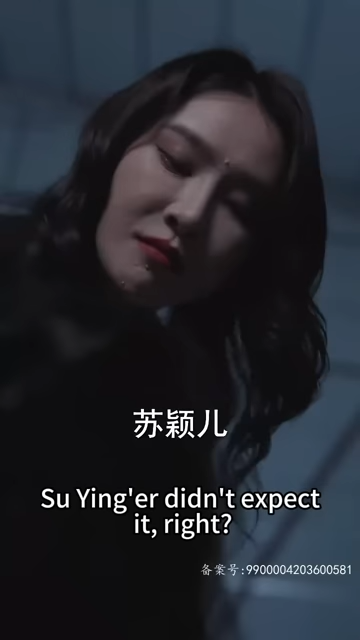 苏颖儿
Su Ying'er didn't expect
it, right?
备案号:9900004203600581